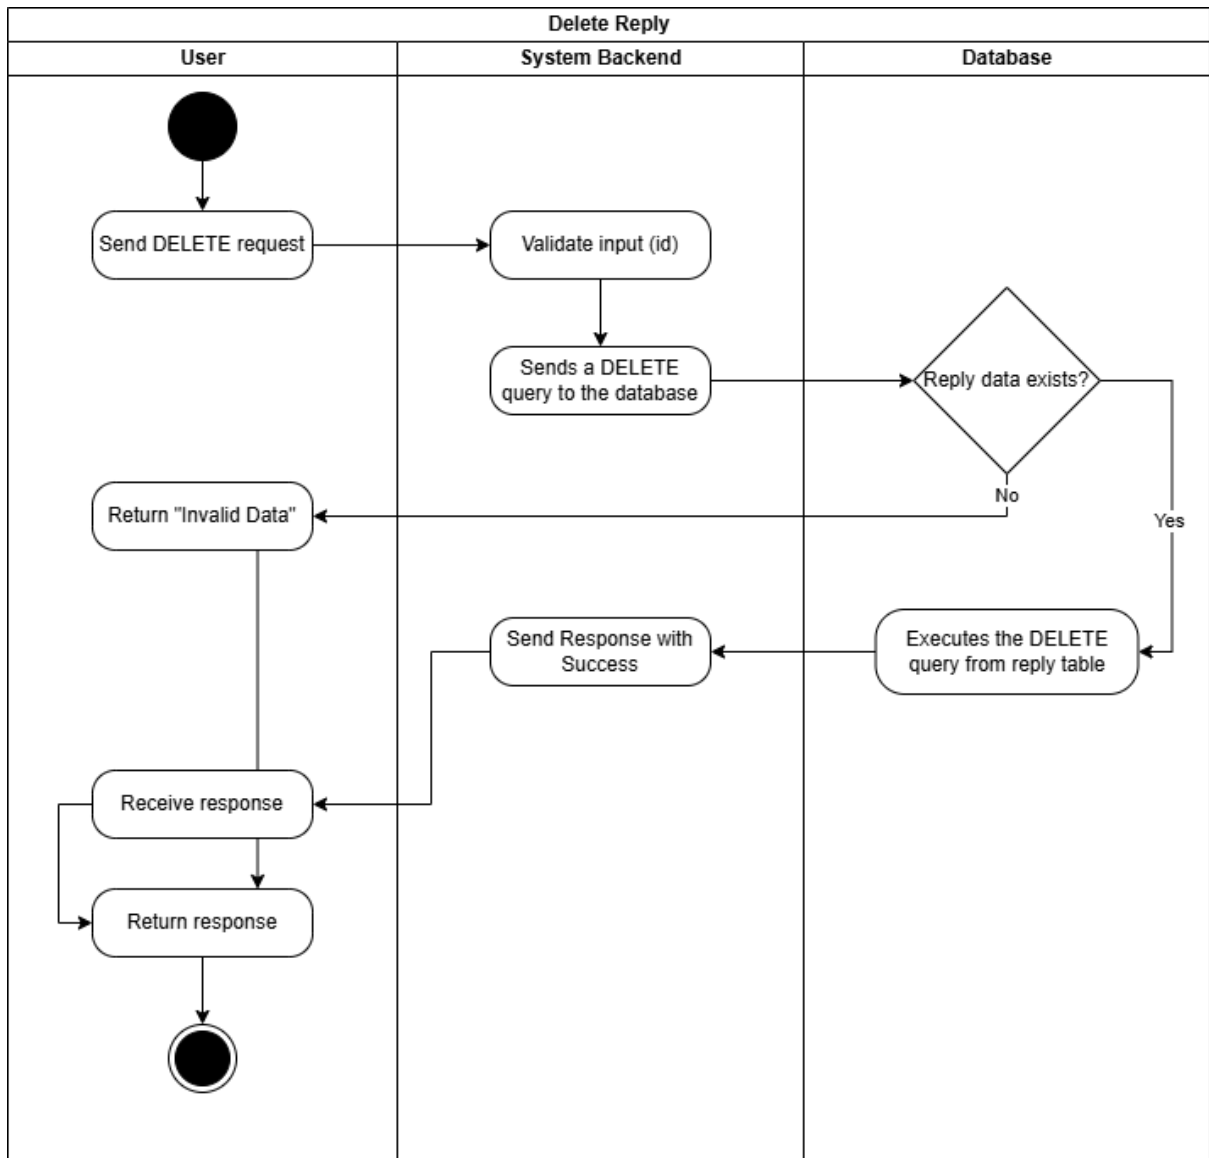 Delete Reply
User
System Backend
Database
Send DELETE request
Validate input (id)
Sends a DELETE
query to the database
Reply data exists?
No
Return "Invalid Data"
Yes
Send Response with
Success
Executes the DELETE
query from reply table
Receive response
Return response